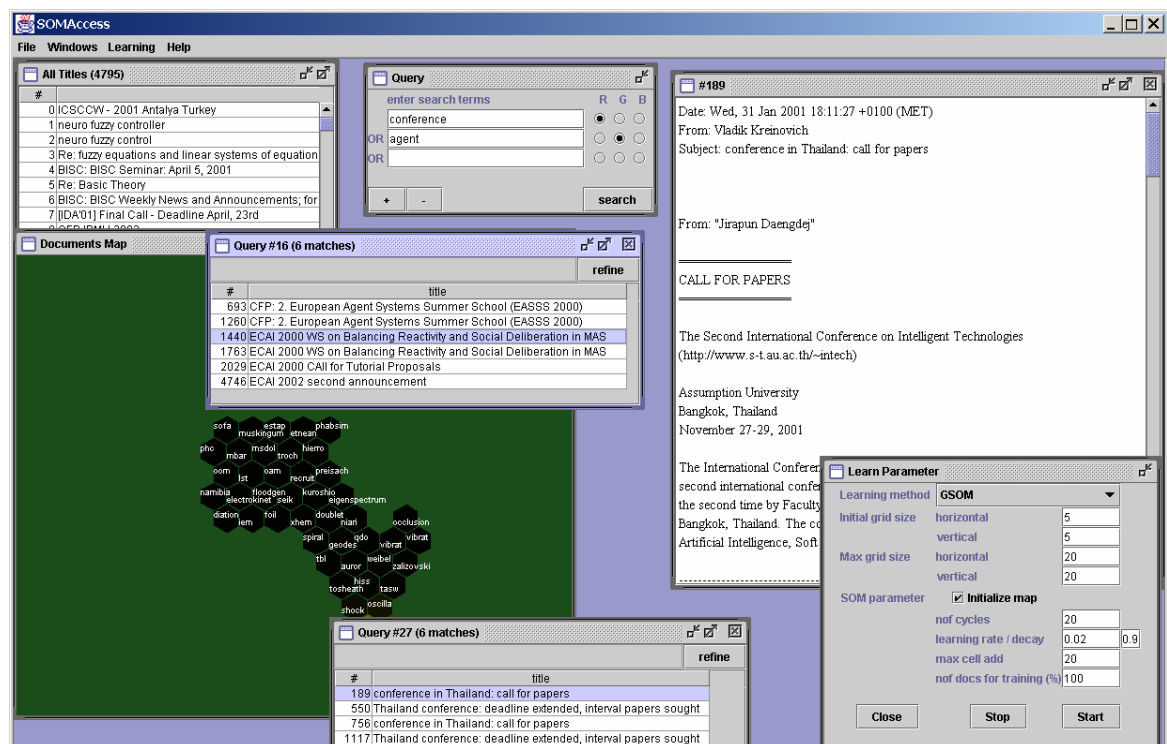 SOMAccess
File Windows Learning Help
All Titles (4795)
#
0 ICSCCW - 2001 Antalya Turkey
1 neuro fuzzy controller
2 neuro fuzzy control
3 Re: fuzzy equations and linear systems of equation
4 BISC: BISC Seminar: April 5, 2001
5 Re: Basic Theory
6 BISC: BISC Weekly News and Announcements; for
7 [IDA'01] Final Call - Deadline April, 23rd
Query
enter search terms R G B
conference
OR agent
OR
+ - search
#189
Date: Wed, 31 Jan 2001 18:11:27 +0100 (MET)
From: Vladik Kreinovich
Subject: conference in Thailand: call for papers
From: "Jirapun Daengdej"
CALL FOR PAPERS
The Second International Conference on Intelligent Technologies
(http://www.s-t.au.ac.th/~intech)
Assumption University
Bangkok, Thailand
November 27-29, 2001
The International Conferen
second international confe
the second time by Faculty
Bangkok, Thailand. The co
Artificial Intelligence, Soft
Documents Map
Query #16 (6 matches)
refine
# title
693 CFP: 2. European Agent Systems Summer School (EASSS 2000)
1260 CFP: 2. European Agent Systems Summer School (EASSS 2000)
1440 ECAI 2000 WS on Balancing Reactivity and Social Deliberation in MAS
1763 ECAI 2000 WS on Balancing Reactivity and Social Deliberation in MAS
2029 ECAI 2000 CAll for Tutorial Proposals
4746 ECAI 2002 second announcement
sofa estap phabsim
muskingum etnean
pho msdol hierro
mbar troch
oom oam preisach
lst recruit
namibia floodgen kuroshio
electrokinet seik eigenspectrum
diation foil doublet
iem xhem niari occlusion
spiral qdo vibrat
geodes vibrat
tbl weibel
auror zalizovski
hiss
tosheath tasw
shock oscilla
Query #27 (6 matches)
refine
# title
189 conference in Thailand: call for papers
550 Thailand conference: deadline extended, interval papers sought
756 conference in Thailand: call for papers
1117 Thailand conference: deadline extended, interval papers sought
Learn Parameter
Learning method GSOM
Initial grid size horizontal 5
vertical 5
Max grid size horizontal 20
vertical 20
SOM parameter Initialize map
nof cycles 20
learning rate / decay 0.02 0.9
max cell add 20
nof docs for training (%) 100
Close Stop Start